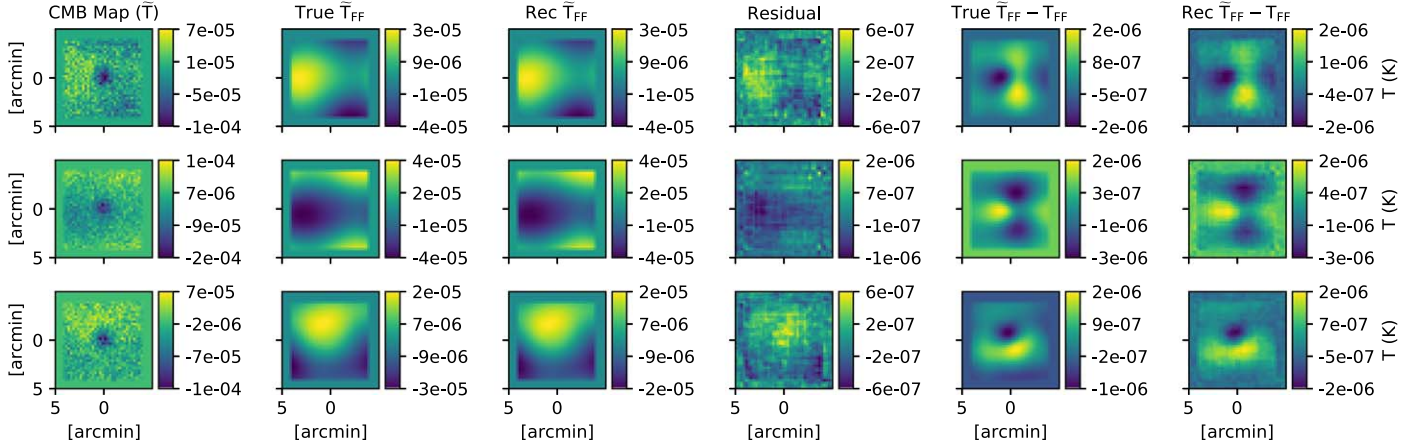 CMB Map (T̃) True T̃FF Rec T̃FF Residual True T̃FF − TFF Rec T̃FF − TFF
7e-05 3e-05 3e-05 6e-07 2e-06 2e-06
0 1e-05 9e-06 9e-06 2e-07 8e-07 1e-06
-5e-05 -1e-05 -1e-05 -2e-07 -5e-07 -4e-07
5 -1e-04 -4e-05 -4e-05 -6e-07 -2e-06 -2e-06
[arcmin] T (K)
1e-04 4e-05 4e-05 2e-06 2e-06 2e-06
0 7e-06 2e-05 2e-05 8e-07 3e-07 4e-07
-9e-05 -1e-05 -1e-05 -1e-07 -1e-06 -1e-06
5 -2e-04 -4e-05 -4e-05 -1e-06 -3e-06 -3e-06
[arcmin] T (K)
7e-05 2e-05 2e-05 6e-07 2e-06 2e-06
0 -2e-06 7e-06 7e-06 2e-07 9e-07 7e-07
-7e-05 -9e-06 -9e-06 -2e-07 -2e-07 -5e-07
5 -1e-04 -3e-05 -2e-05 -6e-07 -1e-06 -2e-06
[arcmin] T (K)
5 0 5 0 5 0 5 0 5 0 5 0
[arcmin] [arcmin] [arcmin] [arcmin] [arcmin] [arcmin]